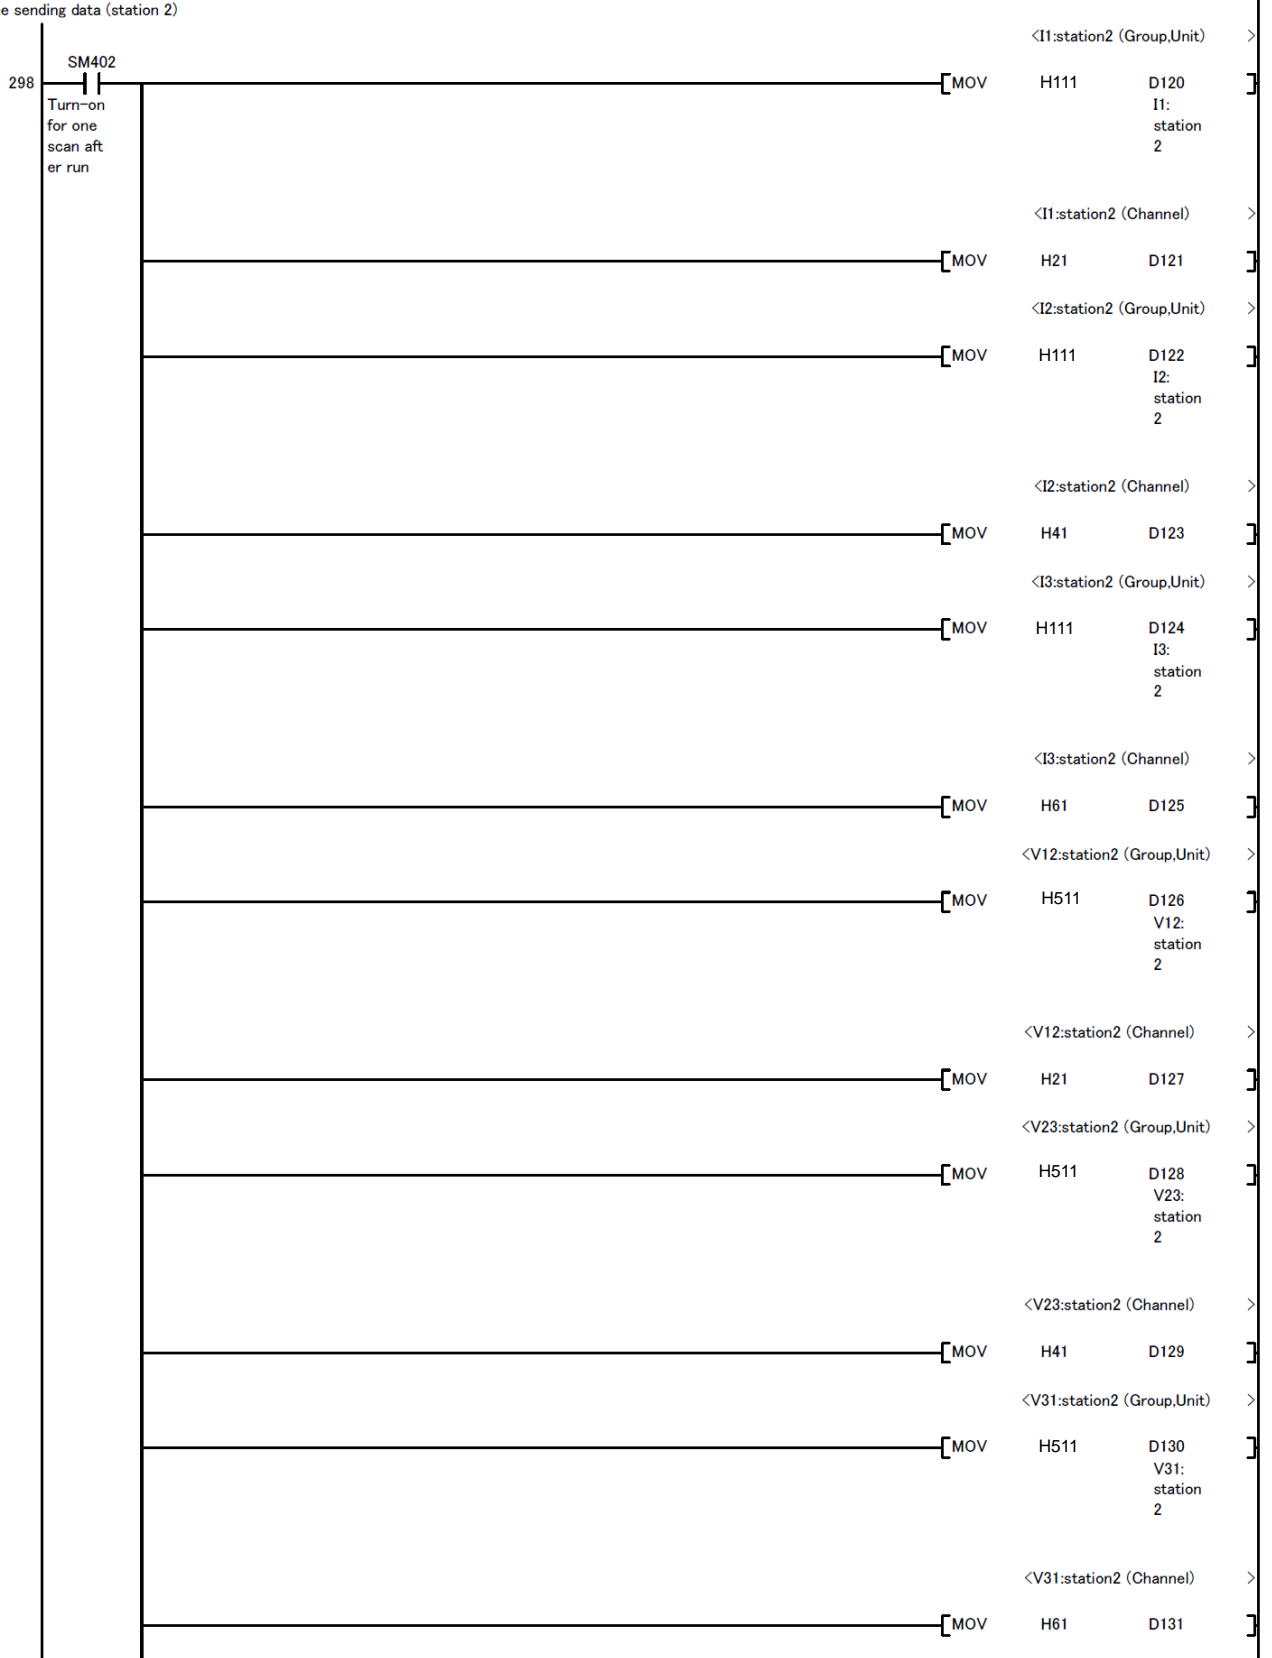 e sending data (station 2)
<I1:station2 (Group,Unit) >
SM402
298 [MOV H111 D120 ]
Turn-on
for one
scan aft
er run
I1:
station
2
<I1:station2 (Channel) >
[MOV H21 D121 ]
<I2:station2 (Group,Unit) >
[MOV H111 D122 ]
I2:
station
2
<I2:station2 (Channel) >
[MOV H41 D123 ]
<I3:station2 (Group,Unit) >
[MOV H111 D124 ]
I3:
station
2
<I3:station2 (Channel) >
[MOV H61 D125 ]
<V12:station2 (Group,Unit) >
[MOV H511 D126 ]
V12:
station
2
<V12:station2 (Channel) >
[MOV H21 D127 ]
<V23:station2 (Group,Unit) >
[MOV H511 D128 ]
V23:
station
2
<V23:station2 (Channel) >
[MOV H41 D129 ]
<V31:station2 (Group,Unit) >
[MOV H511 D130 ]
V31:
station
2
<V31:station2 (Channel) >
[MOV H61 D131 ]